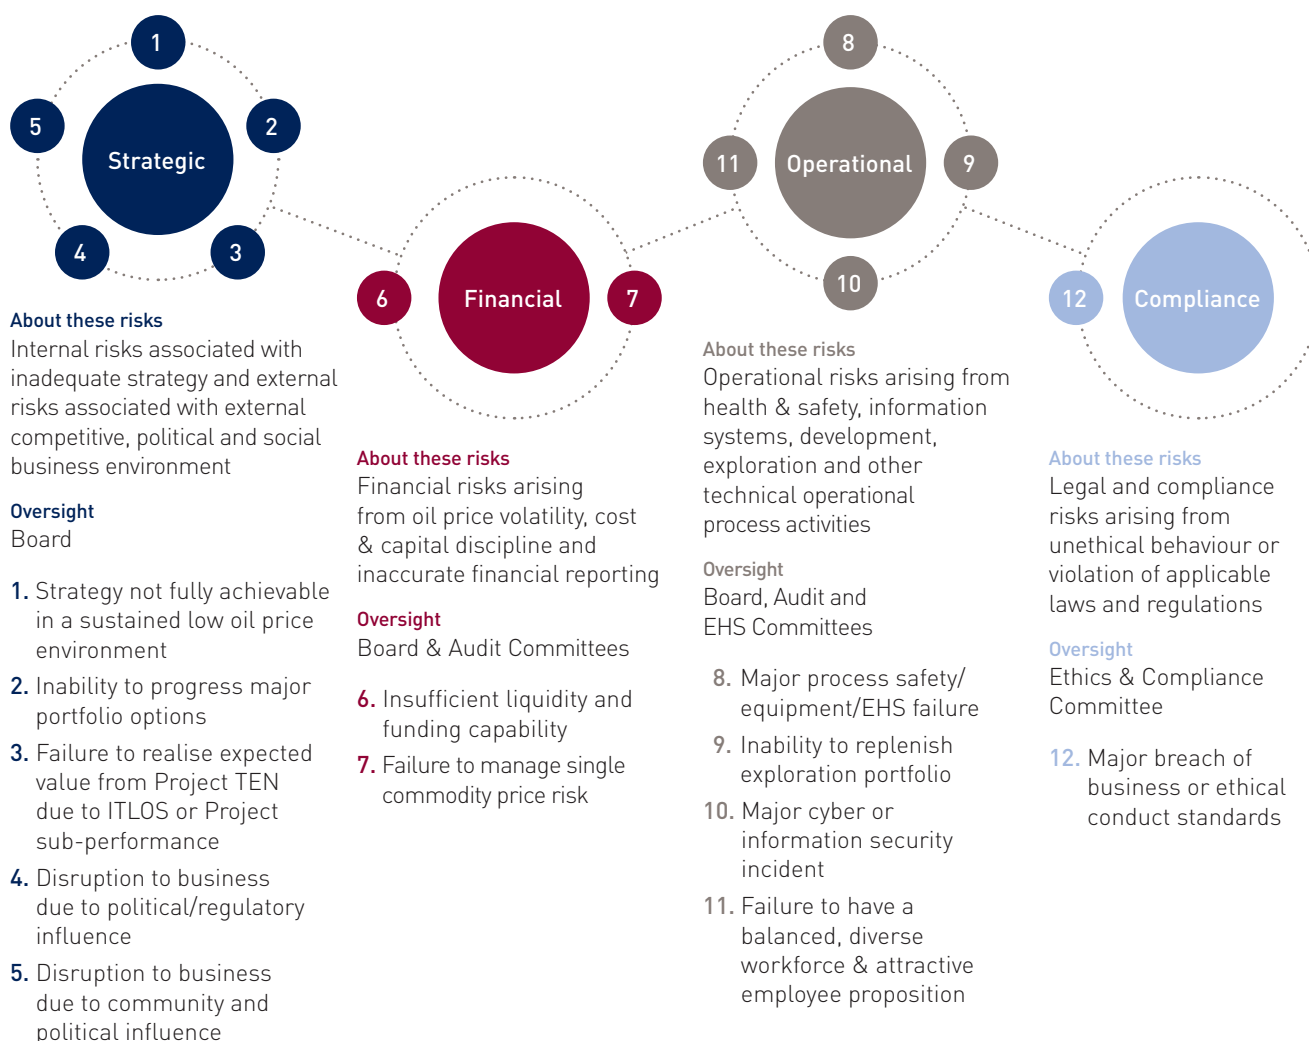 1
5
2
Strategic
4
3
About these risks
Internal risks associated with
inadequate strategy and external
risks associated with external
competitive, political and social
business environment
Oversight
Board
1. Strategy not fully achievable
in a sustained low oil price
environment
2. Inability to progress major
portfolio options
3. Failure to realise expected
value from Project TEN
due to ITLOS or Project
sub-performance
4. Disruption to business
due to political/regulatory
influence
5. Disruption to business
due to community and
political influence
6
Financial
7
About these risks
Financial risks arising
from oil price volatility, cost
& capital discipline and
inaccurate financial reporting
Oversight
Board & Audit Committees
6. Insufficient liquidity and
funding capability
7. Failure to manage single
commodity price risk
8
11
Operational
9
10
About these risks
Operational risks arising from
health & safety, information
systems, development,
exploration and other
technical operational
process activities
Oversight
Board, Audit and
EHS Committees
8. Major process safety/
equipment/EHS failure
9. Inability to replenish
exploration portfolio
10. Major cyber or
information security
incident
11. Failure to have a
balanced, diverse
workforce & attractive
employee proposition
12
Compliance
About these risks
Legal and compliance
risks arising from
unethical behaviour or
violation of applicable
laws and regulations
Oversight
Ethics & Compliance
Committee
12. Major breach of
business or ethical
conduct standards